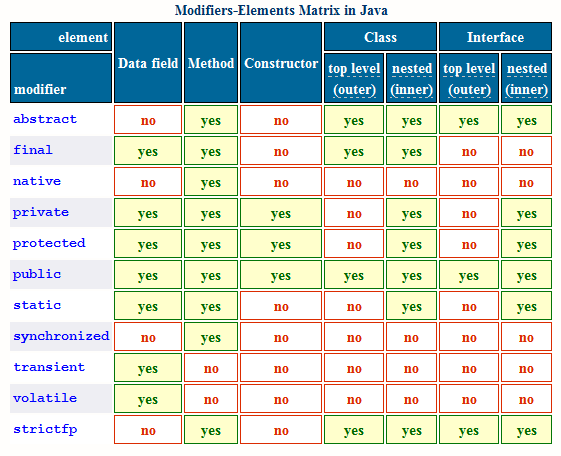 Modifiers-Elements Matrix in Java
element Data field Method Constructor Class Interface
modifier top level (outer) nested (inner) top level (outer) nested (inner)
abstract no yes no yes yes yes yes
final yes yes no yes yes no no
native no yes no no no no no
private yes yes yes no yes no yes
protected yes yes yes no yes no yes
public yes yes yes yes yes yes yes
static yes yes no no yes no yes
synchronized no yes no no no no no
transient yes no no no no no no
volatile yes no no no no no no
strictfp no yes no yes yes yes yes